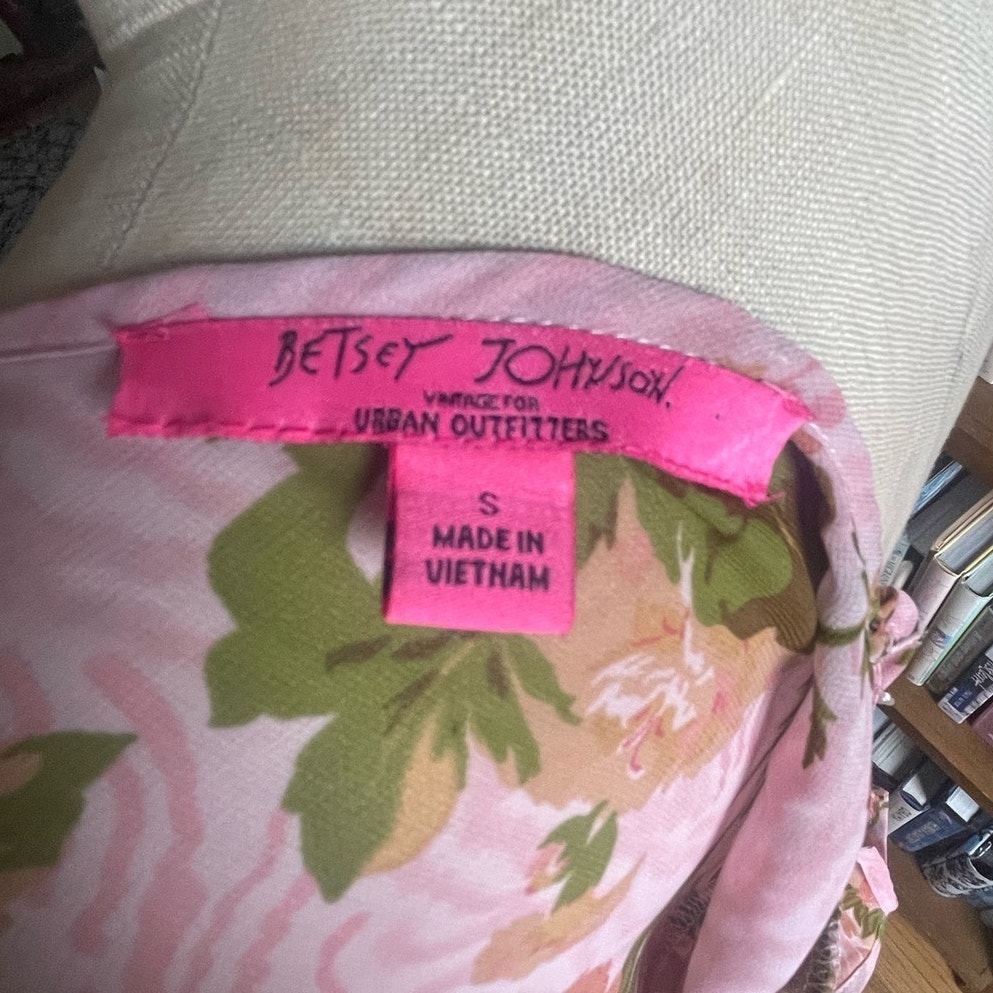 BETSEY JOHNSON.
VINTAGE FOR
URBAN OUTFITTERS
S
MADE IN
VIETNAM